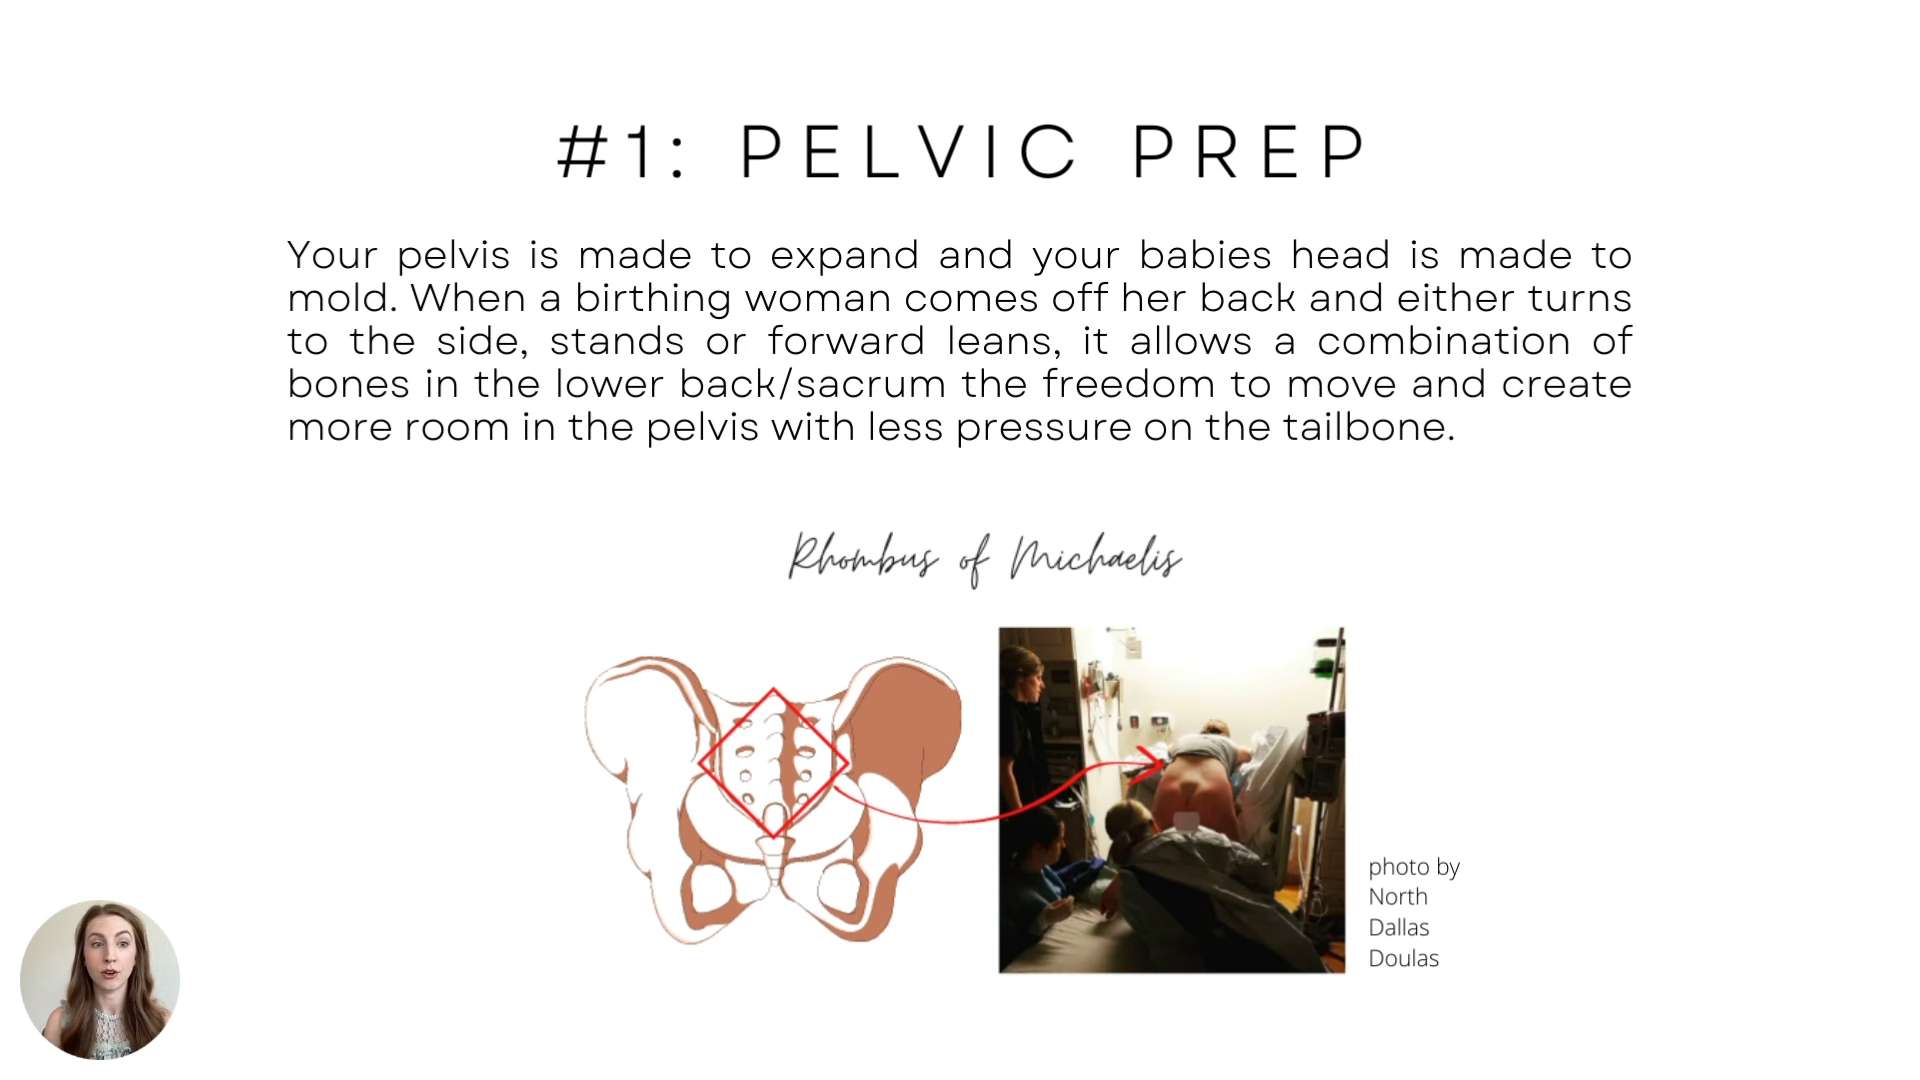 #1: PELVIC PREP
Your pelvis is made to expand and your babies head is made to
mold. When a birthing woman comes off her back and either turns
to the side, stands or forward leans, it allows a combination of
bones in the lower back/sacrum the freedom to move and create
more room in the pelvis with less pressure on the tailbone.
Rhombus of Michaelis
photo by
North
Dallas
Doulas